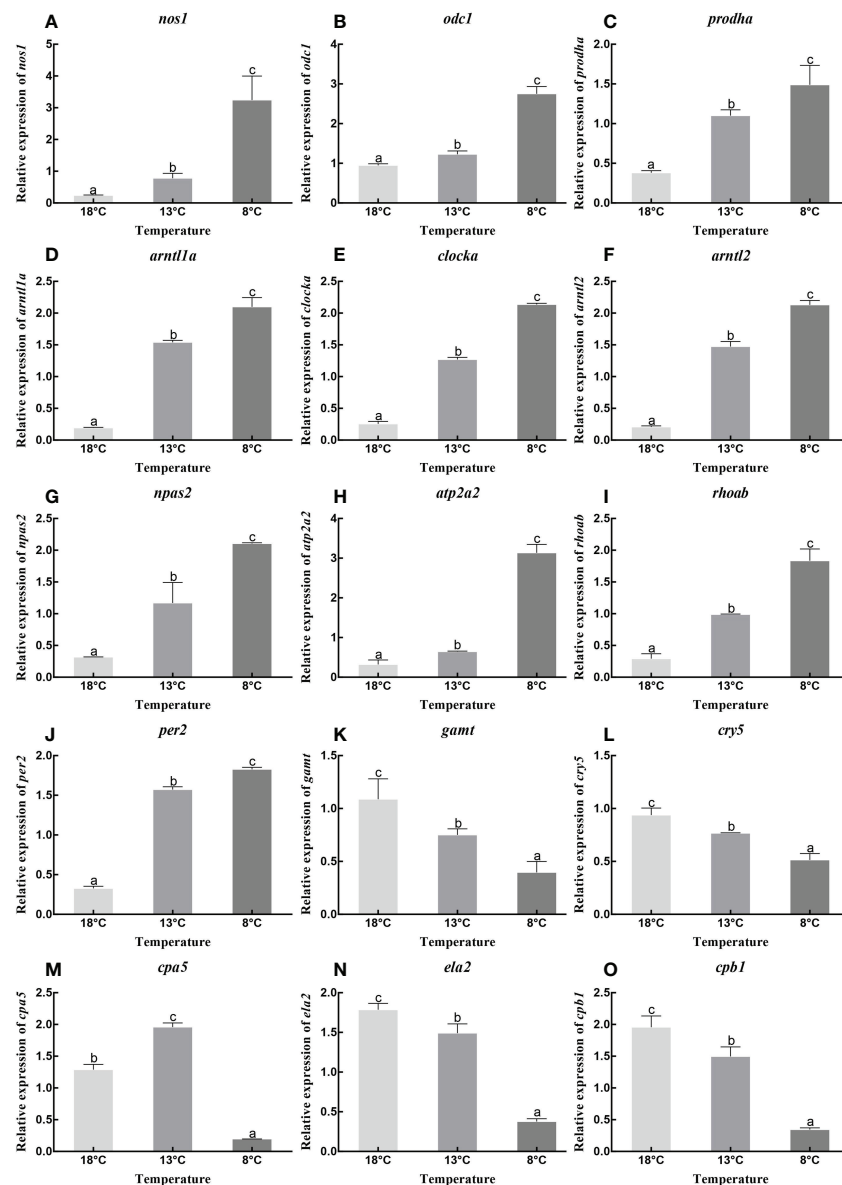 A nos1
Relative expression of nos1
5
4
3
2
1
0
a
b
c
18°C 13°C 8°C
Temperature
B odc1
Relative expression of odc1
4
3
2
1
0
a
b
c
18°C 13°C 8°C
Temperature
C prodha
Relative expression of prodha
2.0
1.5
1.0
0.5
0.0
a
b
c
18°C 13°C 8°C
Temperature
D arntl1a
Relative expression of arntl1a
2.5
2.0
1.5
1.0
0.5
0.0
a
b
c
18°C 13°C 8°C
Temperature
E clocka
Relative expression of clocka
2.5
2.0
1.5
1.0
0.5
0.0
a
b
c
18°C 13°C 8°C
Temperature
F arntl2
Relative expression of arntl2
2.5
2.0
1.5
1.0
0.5
0.0
a
b
c
18°C 13°C 8°C
Temperature
G npas2
Relative expression of npas2
2.5
2.0
1.5
1.0
0.5
0.0
a
b
c
18°C 13°C 8°C
Temperature
H atp2a2
Relative expression of atp2a2
4
3
2
1
0
a
b
c
18°C 13°C 8°C
Temperature
I rhoab
Relative expression of rhoab
2.5
2.0
1.5
1.0
0.5
0.0
a
b
c
18°C 13°C 8°C
Temperature
J per2
Relative expression of per2
2.0
1.5
1.0
0.5
0.0
a
b
c
18°C 13°C 8°C
Temperature
K gamt
Relative expression of gamt
1.5
1.0
0.5
0.0
c
b
a
18°C 13°C 8°C
Temperature
L cry5
Relative expression of cry5
1.5
1.0
0.5
0.0
c
b
a
18°C 13°C 8°C
Temperature
M cpa5
Relative expression of cpa5
2.5
2.0
1.5
1.0
0.5
0.0
b
c
a
18°C 13°C 8°C
Temperature
N ela2
Relative expression of ela2
2.0
1.5
1.0
0.5
0.0
c
b
a
18°C 13°C 8°C
Temperature
O cpb1
Relative expression of cpb1
2.5
2.0
1.5
1.0
0.5
0.0
c
b
a
18°C 13°C 8°C
Temperature